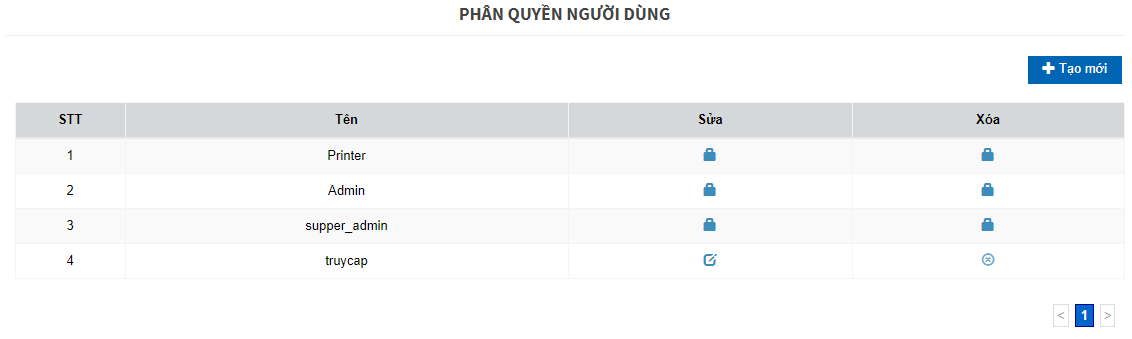 PHÂN QUYỀN NGƯỜI DÙNG
Tạo mới
STT Tên Sửa Xóa
1 Printer
2 Admin
3 supper_admin
4 truycap
< 1 >